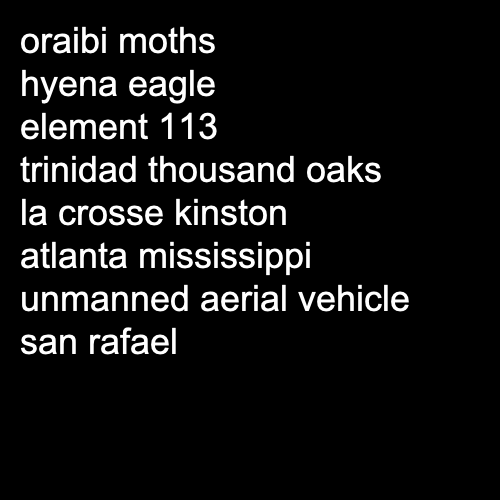 oraibi moths
hyena eagle
element 113
trinidad thousand oaks
la crosse kinston
atlanta mississippi
unmanned aerial vehicle
san rafael